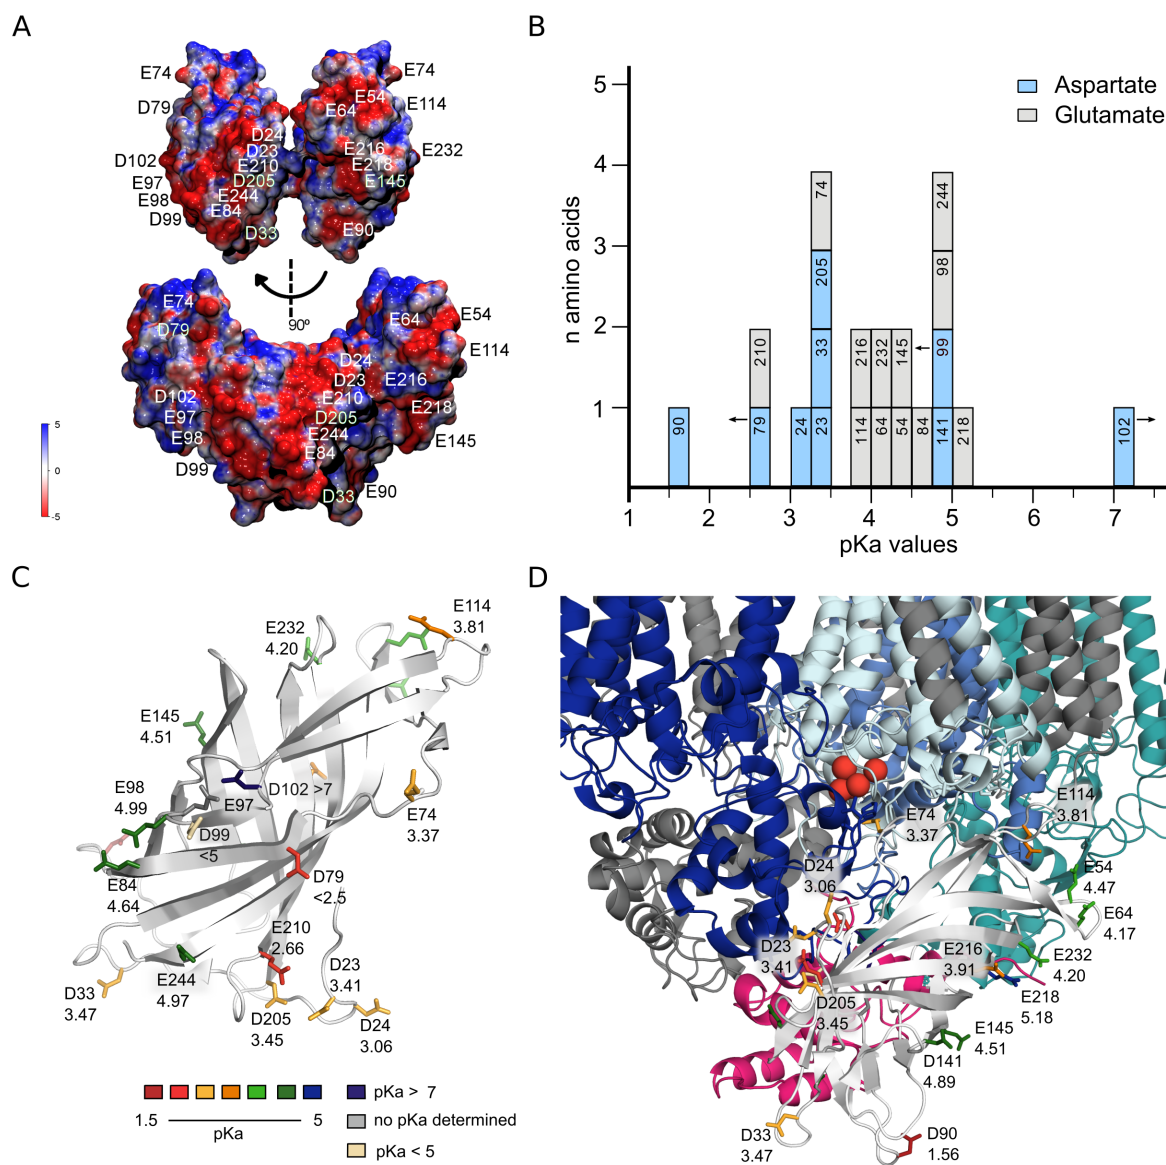 A
E74
E74
E54
E64
D79
E114
D24
D23
E216
E232
D102
E210
E218
E97
D205
E145
E98
E244
D99
E84
D33
E90
90º
E74
E54
D79
E64
E114
D24
D23
D102
E210
E216
E97
D205
E218
E98
E244
E145
D99
E84
D33
E90
5
0
-5
B
Aspartate
Glutamate
n amino acids
5
4
3
2
1
90
210
79
24
74
205
33
23
216
114
232
64
145
54
84
244
98
99
141
218
102
1
2
3
4
5
6
7
pKa values
C
E232
4.20
E114
3.81
E145
4.51
E98
4.99
E97
D102 >7
D99
<5
E74
3.37
E84
4.64
D79
<2.5
E210
2.66
D23
3.41
D33
3.47
E244
4.97
D205
3.45
D24
3.06
1.5
5
pKa
pKa > 7
no pKa determined
pKa < 5
D
E74
3.37
E114
3.81
D24
3.06
E54
4.47
E64
4.17
D23
3.41
E216
3.91
E232
4.20
D205
3.45
E218
5.18
E145
4.51
D141
4.89
D33
3.47
D90
1.56